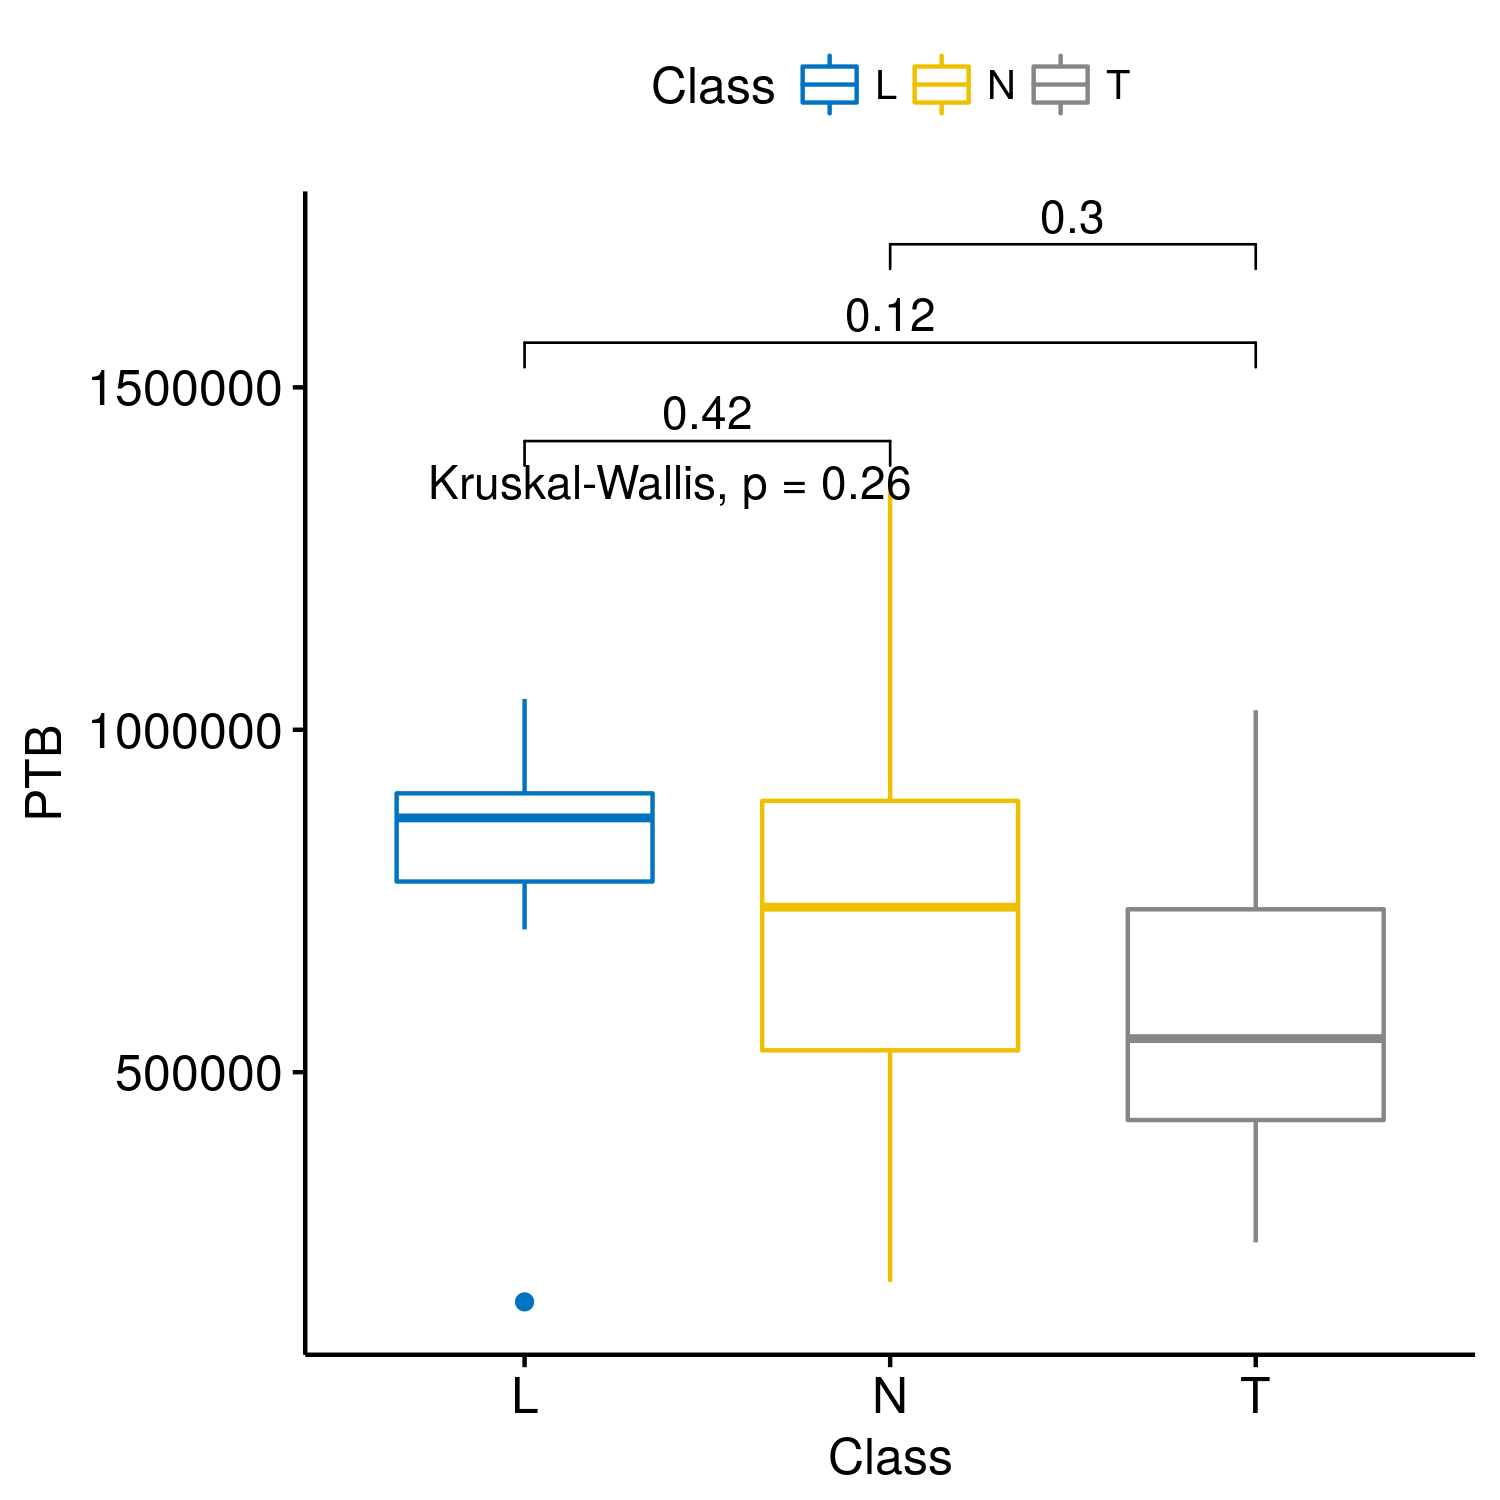 Class L N T
0.3
0.12
1500000
0.42
Kruskal-Wallis, p = 0.26
PTB
1000000
500000
L N T
Class